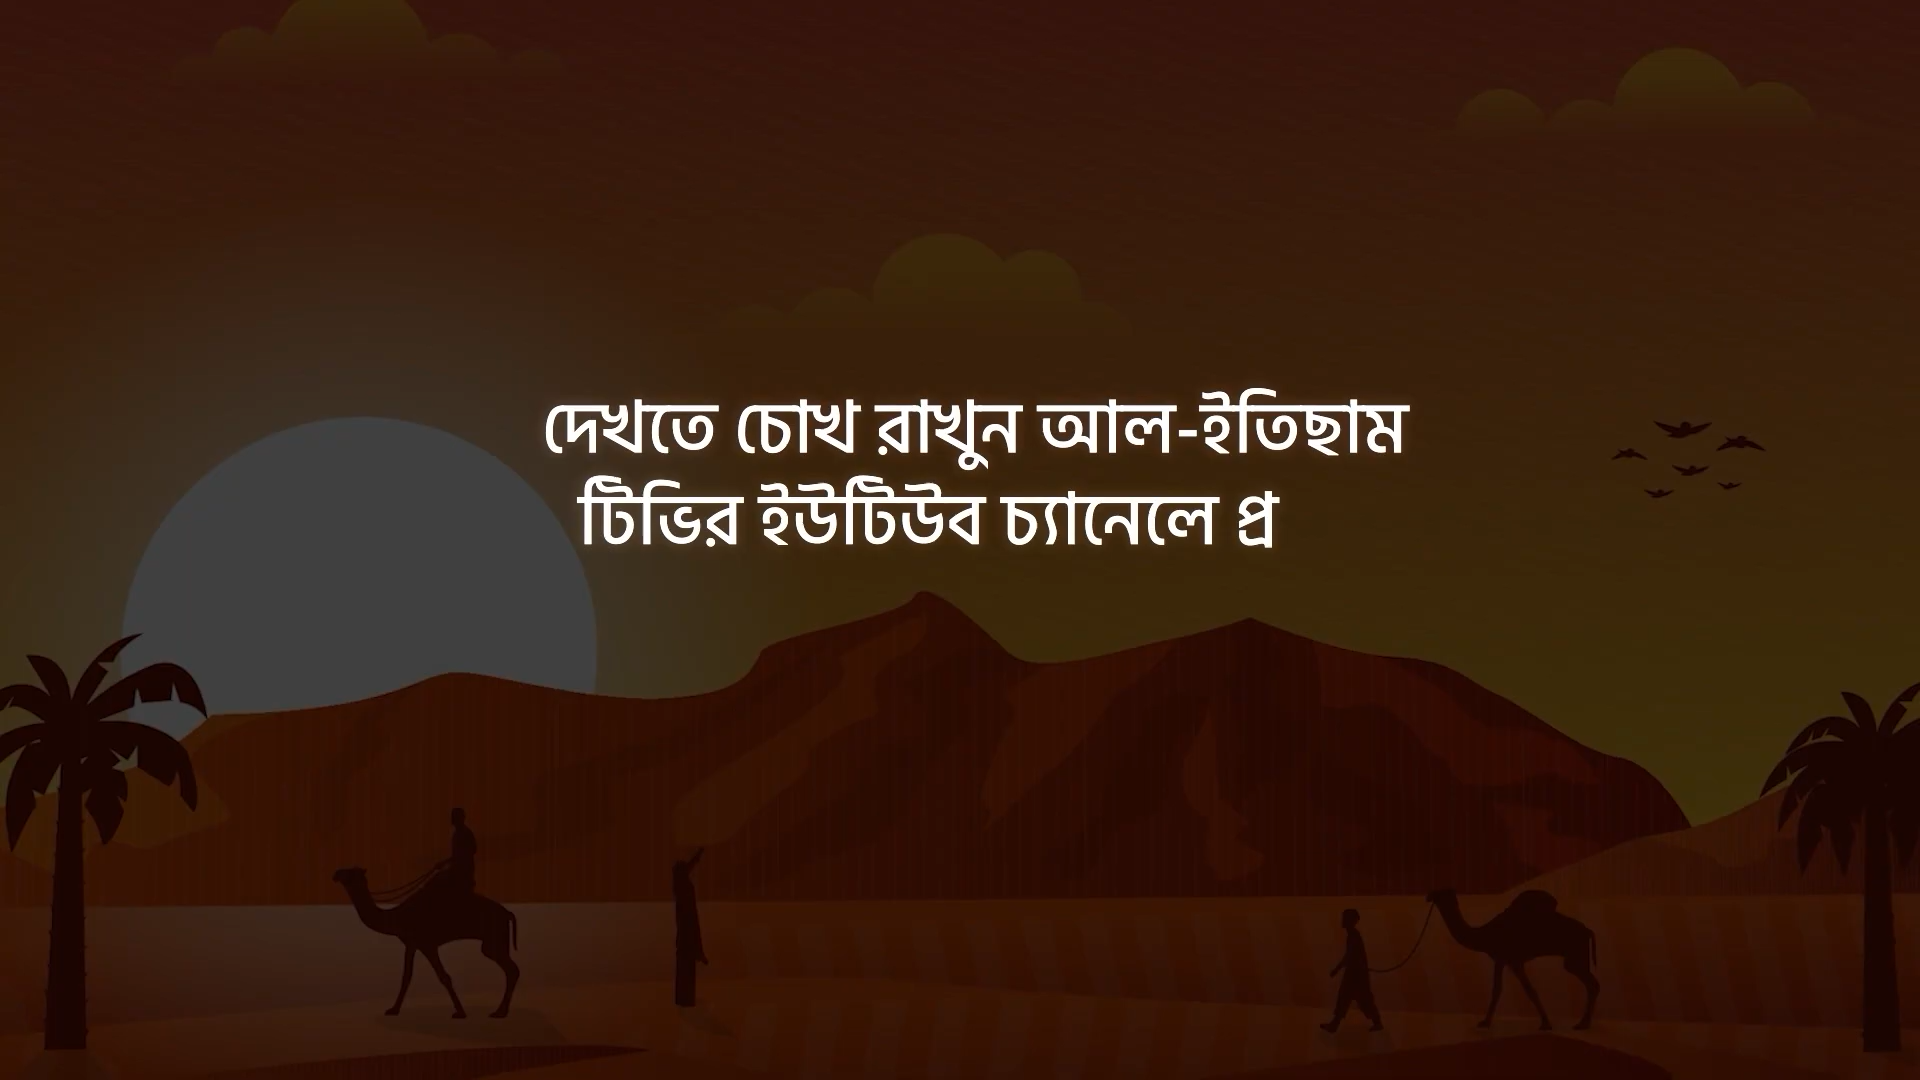 দেখতে চোখ রাখুন আল-ইতিছাম
টিভির ইউটিউব চ্যানেলে প্র